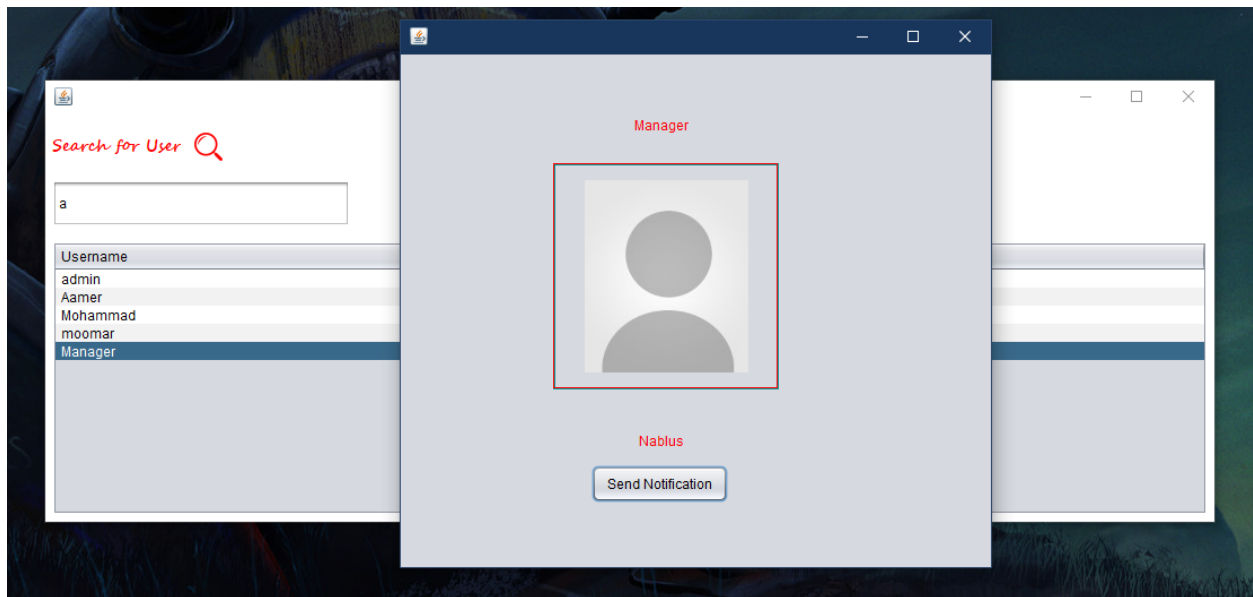 Search for User
a
Username
admin
Aamer
Mohammad
moomar
Manager
Manager
Nablus
Send Notification